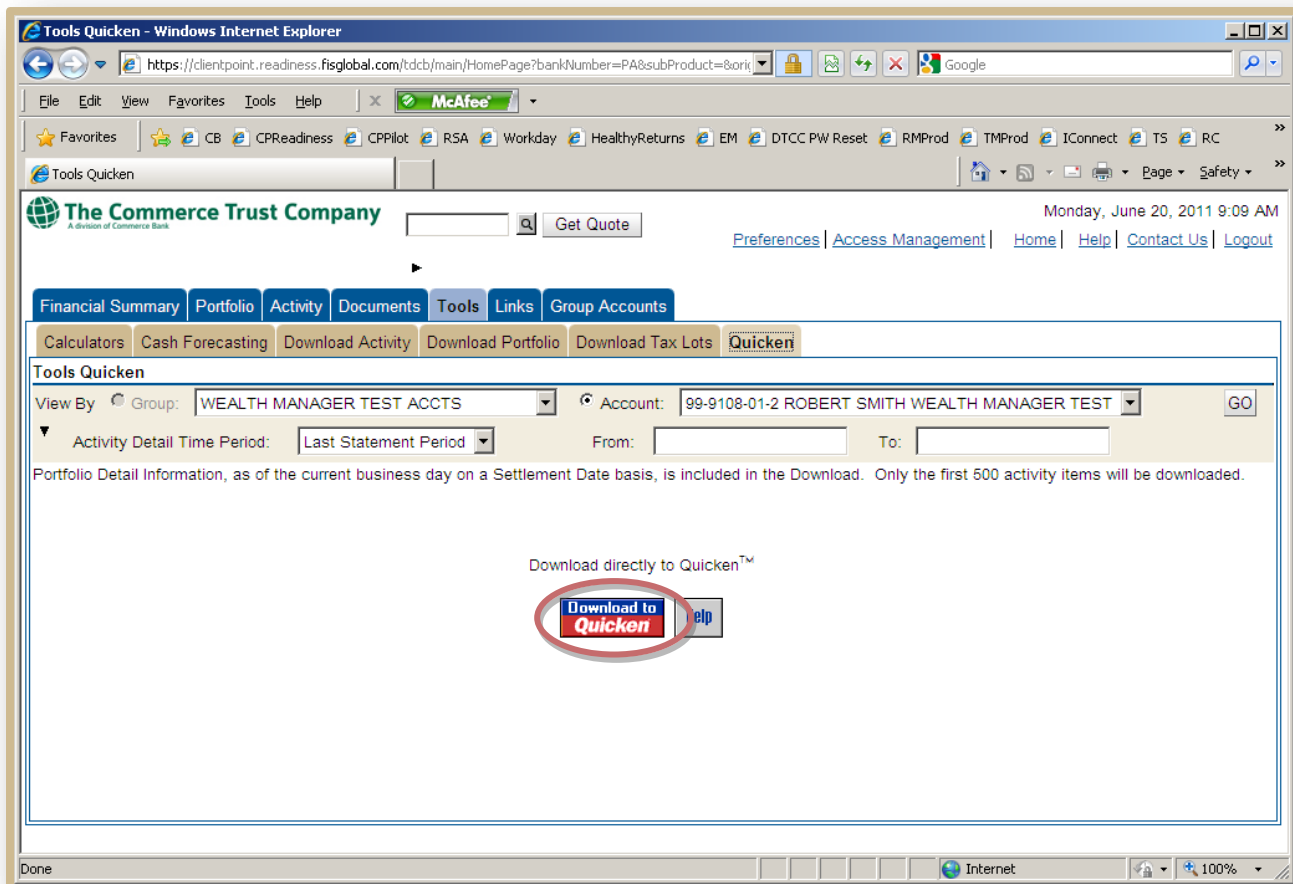 Tools Quicken - Windows Internet Explorer
https://clientpoint.readiness.fisglobal.com/tdcb/main/HomePage?bankNumber=PA&subProduct=&orig
Google
File Edit View Favorites Tools Help X McAfee
Favorites CB CPReadiness CPPilot RSA Workday HealthyReturns EM DTCC PW Reset RMProd TMProd IConnect TS RC »
Tools Quicken Page Safety »
The Commerce Trust Company
A division of Commerce Bank
Get Quote
Monday, June 20, 2011 9:09 AM
Preferences | Access Management | Home | Help | Contact Us | Logout
Financial Summary Portfolio Activity Documents Tools Links Group Accounts
Calculators Cash Forecasting Download Activity Download Portfolio Download Tax Lots Quicken
Tools Quicken
View By Group: WEALTH MANAGER TEST ACCTS Account: 99-9108-01-2 ROBERT SMITH WEALTH MANAGER TEST GO
Activity Detail Time Period: Last Statement Period From: To:
Portfolio Detail Information, as of the current business day on a Settlement Date basis, is included in the Download. Only the first 500 activity items will be downloaded.
Download directly to Quicken™
Download to
Quicken
Help
Done Internet 100%